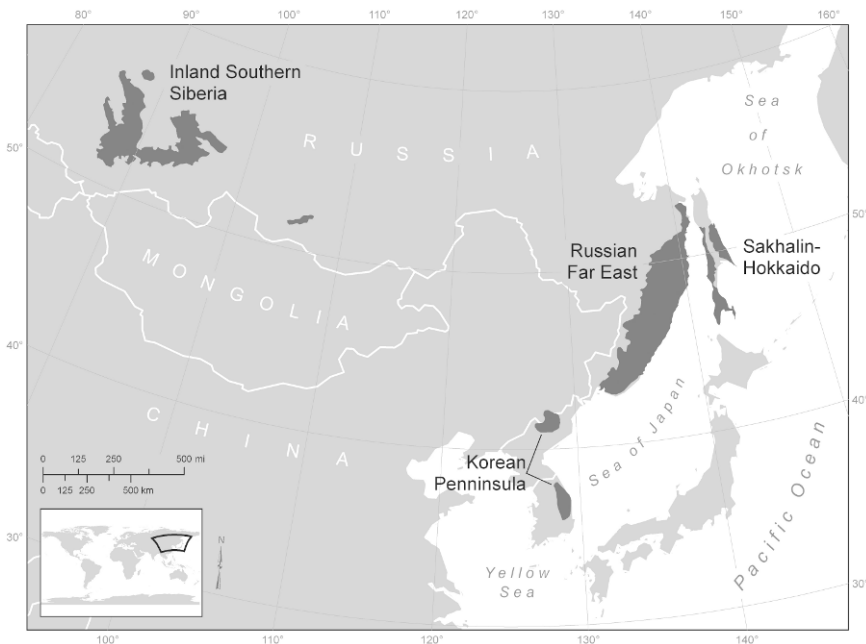 80° 90° 100° 110° 120° 130° 140° 150° 160°
Inland Southern
Siberia
RUSSIA
Sea
of
Okhotsk
50°
50°
Russian
Far East
Sakhalin-
Hokkaido
MONGOLIA
40°
40°
CHINA
Sea of Japan
Korean
Penninsula
Pacific Ocean
0 125 250 500 mi
0 125 250 500 km
N
30°
30°
Yellow
Sea
100° 110° 120° 130° 140°